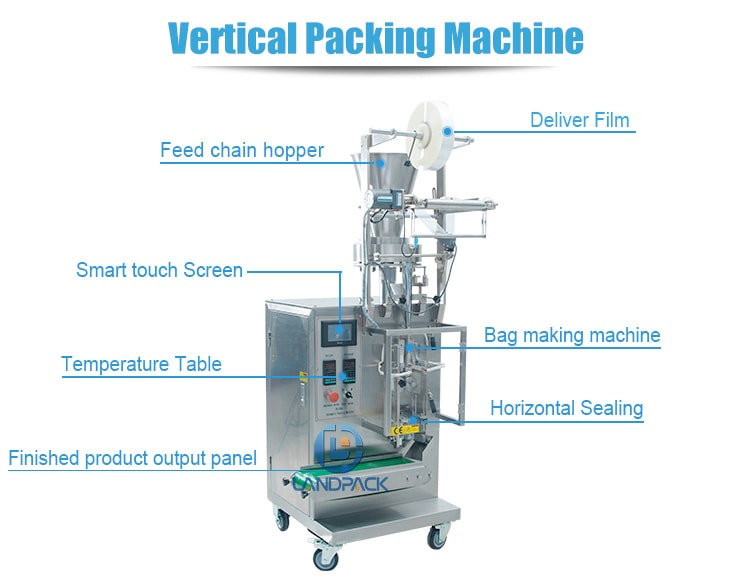 Vertical Packing Machine
Deliver Film
Feed chain hopper
Smart touch Screen
Bag making machine
Temperature Table
Horizontal Sealing
Finished product output panel
CE
LANDPACK